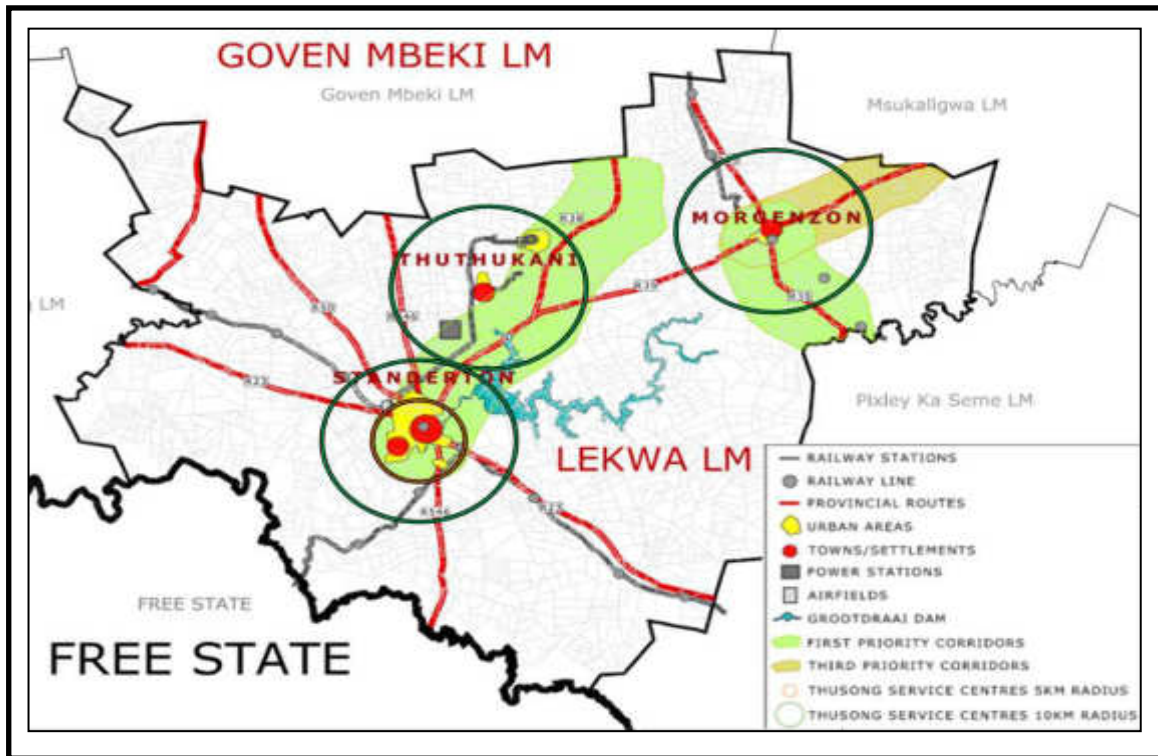 GOVEN MBEKI LM
Goven Mbeki LM
Msukaligwa LM
MORGENZON
R38
THUTHUKANI
R39
R35
R50
R546
LM
STANDERTON
R23
Pixley Ka Seme LM
LEKWA LM
R23
R546
FREE STATE
FREE STATE
RAILWAY STATIONS
RAILWAY LINE
PROVINCIAL ROUTES
URBAN AREAS
TOWNS/SETTLEMENTS
POWER STATIONS
AIRFIELDS
GROOTDRAAI DAM
FIRST PRIORITY CORRIDORS
THIRD PRIORITY CORRIDORS
THUSONG SERVICE CENTRES 5KM RADIUS
THUSONG SERVICE CENTRES 10KM RADIUS